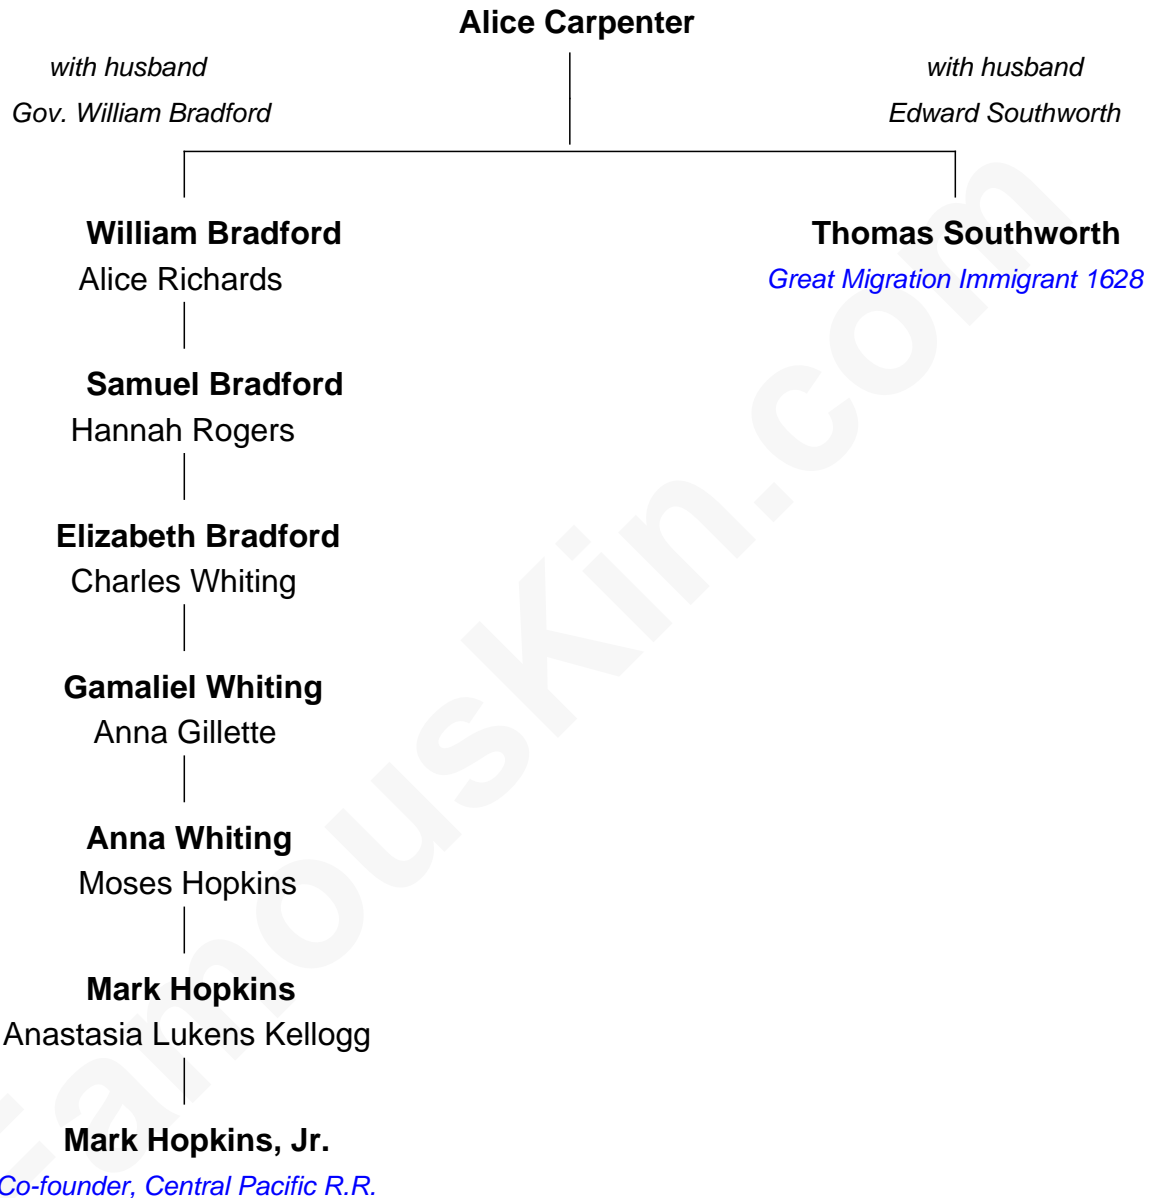 Alice Carpenter
with husband
Gov. William Bradford
with husband
Edward Southworth
William Bradford
Alice Richards
Thomas Southworth
Great Migration Immigrant 1628
Samuel Bradford
Hannah Rogers
Elizabeth Bradford
Charles Whiting
Gamaliel Whiting
Anna Gillette
Anna Whiting
Moses Hopkins
Mark Hopkins
Anastasia Lukens Kellogg
Mark Hopkins, Jr.
Co-founder, Central Pacific R.R.
FamousKin.com